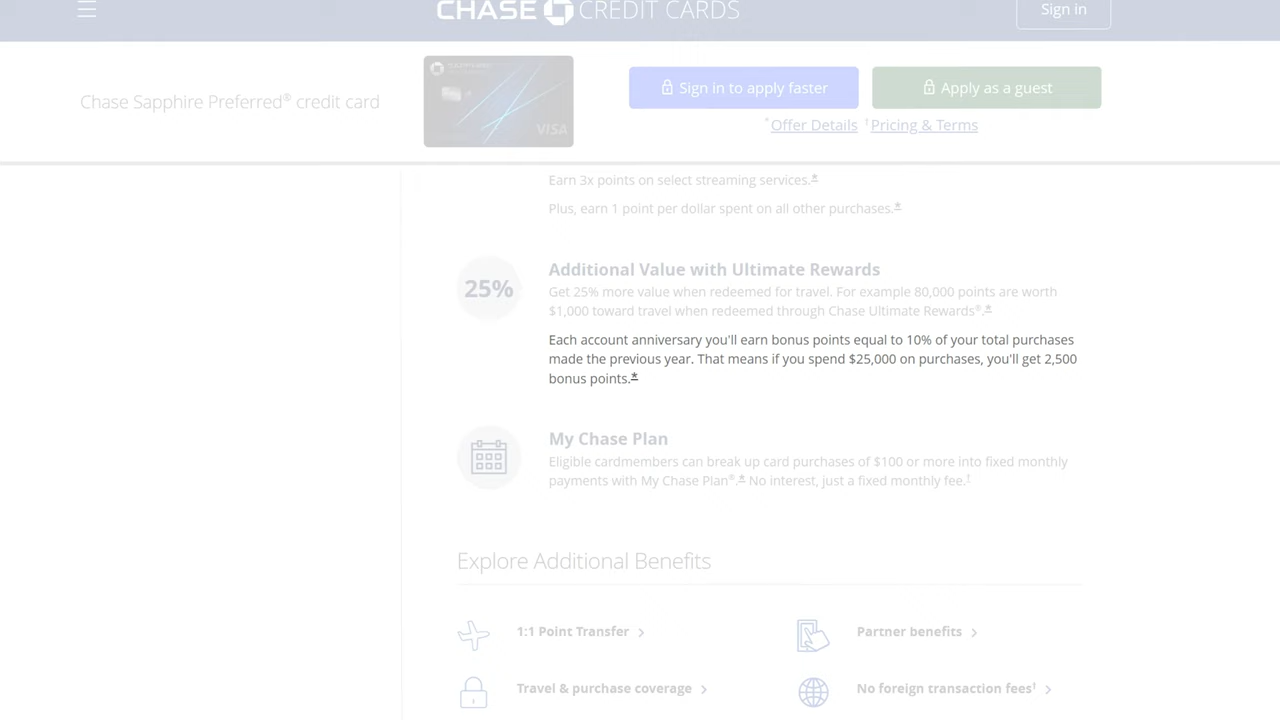 CHASE CREDIT CARDS
Sign in
Chase Sapphire Preferred® credit card
VISA
Sign in to apply faster
Apply as a guest
*Offer Details †Pricing & Terms
Earn 3x points on select streaming services.*
Plus, earn 1 point per dollar spent on all other purchases.*
25%
Additional Value with Ultimate Rewards
Get 25% more value when redeemed for travel. For example 80,000 points are worth
$1,000 toward travel when redeemed through Chase Ultimate Rewards®.*
Each account anniversary you'll earn bonus points equal to 10% of your total purchases
made the previous year. That means if you spend $25,000 on purchases, you'll get 2,500
bonus points.*
My Chase Plan
Eligible cardmembers can break up card purchases of $100 or more into fixed monthly
payments with My Chase Plan®.* No interest, just a fixed monthly fee.†
Explore Additional Benefits
1:1 Point Transfer
Partner benefits
Travel & purchase coverage
No foreign transaction fees†